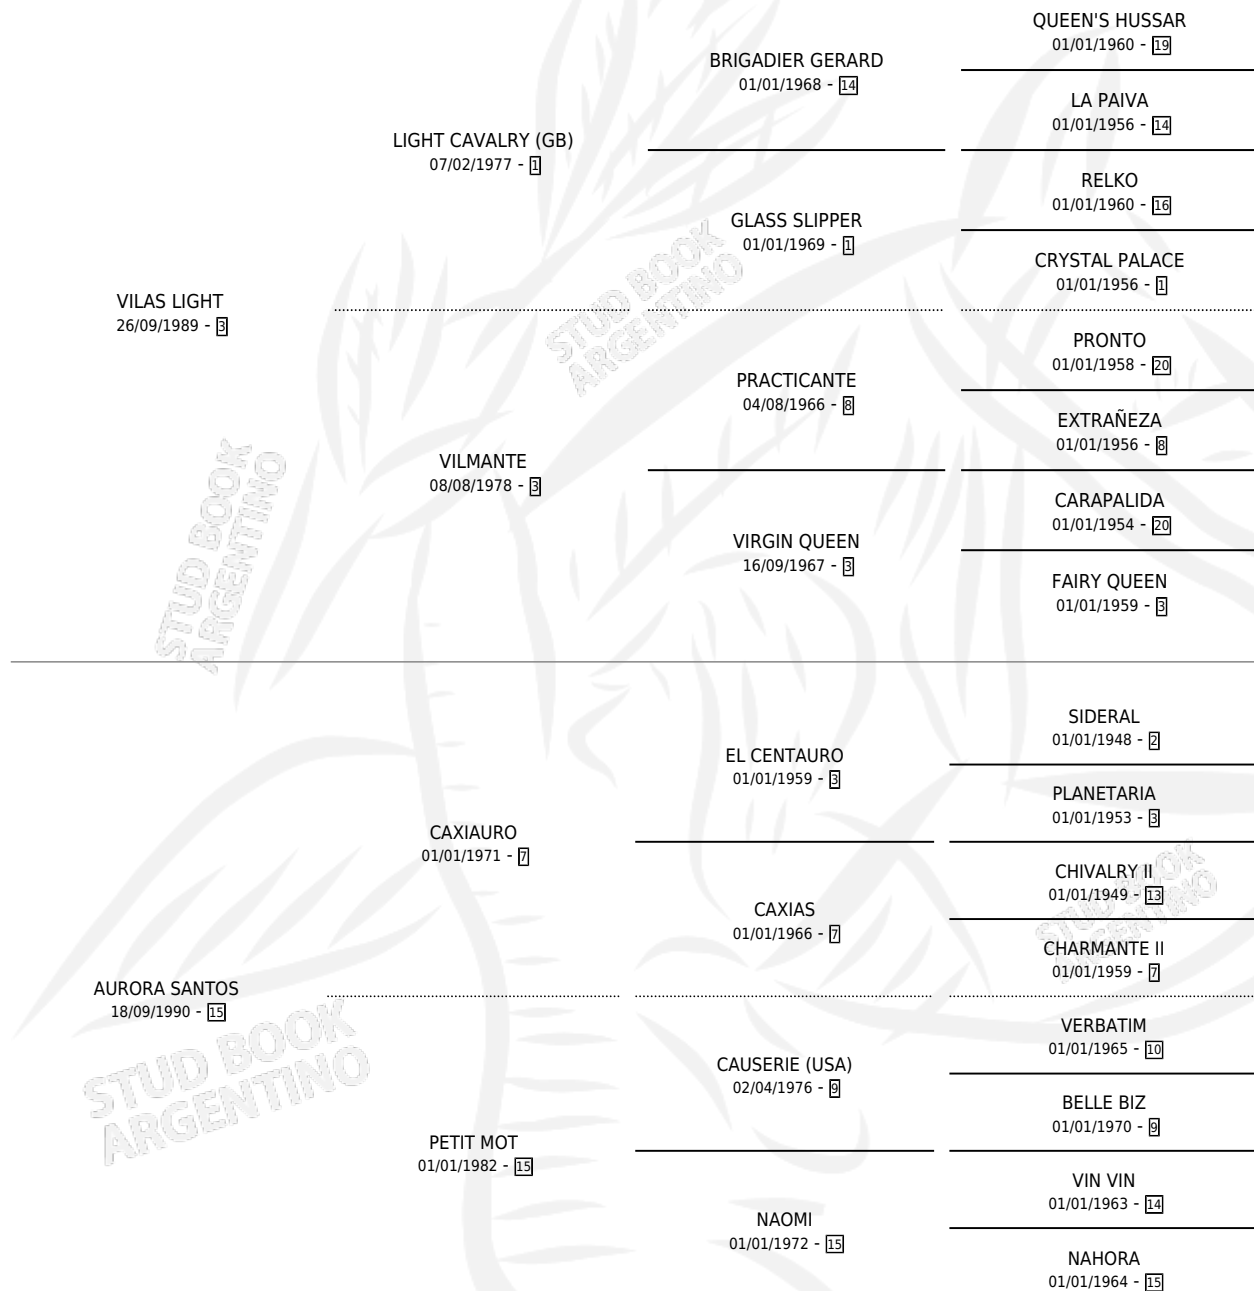 QUEEN'S HUSSAR
01/01/1960 - 19
BRIGADIER GERARD
01/01/1968 - 14
LA PAIVA
01/01/1956 - 14
LIGHT CAVALRY (GB)
07/02/1977 - 1
RELKO
01/01/1960 - 16
GLASS SLIPPER
01/01/1969 - 1
CRYSTAL PALACE
01/01/1956 - 1
VILAS LIGHT
26/09/1989 - 3
PRONTO
01/01/1958 - 20
PRACTICANTE
04/08/1966 - 8
EXTRAÑEZA
01/01/1956 - 8
VILMANTE
08/08/1978 - 3
CARAPALIDA
01/01/1954 - 20
VIRGIN QUEEN
16/09/1967 - 3
FAIRY QUEEN
01/01/1959 - 3
SIDERAL
01/01/1948 - 2
EL CENTAURO
01/01/1959 - 3
PLANETARIA
01/01/1953 - 3
CAXIAURO
01/01/1971 - 7
CHIVALRY II
01/01/1949 - 13
CAXIAS
01/01/1966 - 7
CHARMANTE II
01/01/1959 - 7
AURORA SANTOS
18/09/1990 - 15
VERBATIM
01/01/1965 - 10
CAUSERIE (USA)
02/04/1976 - 9
BELLE BIZ
01/01/1970 - 9
PETIT MOT
01/01/1982 - 15
VIN VIN
01/01/1963 - 14
NAOMI
01/01/1972 - 15
NAHORA
01/01/1964 - 15
STUD BOOK
ARGENTINO
STUD BOOK
ARGENTINO
STUD BOOK
ARGENTINO
STUD BOOK
ARGENTINO